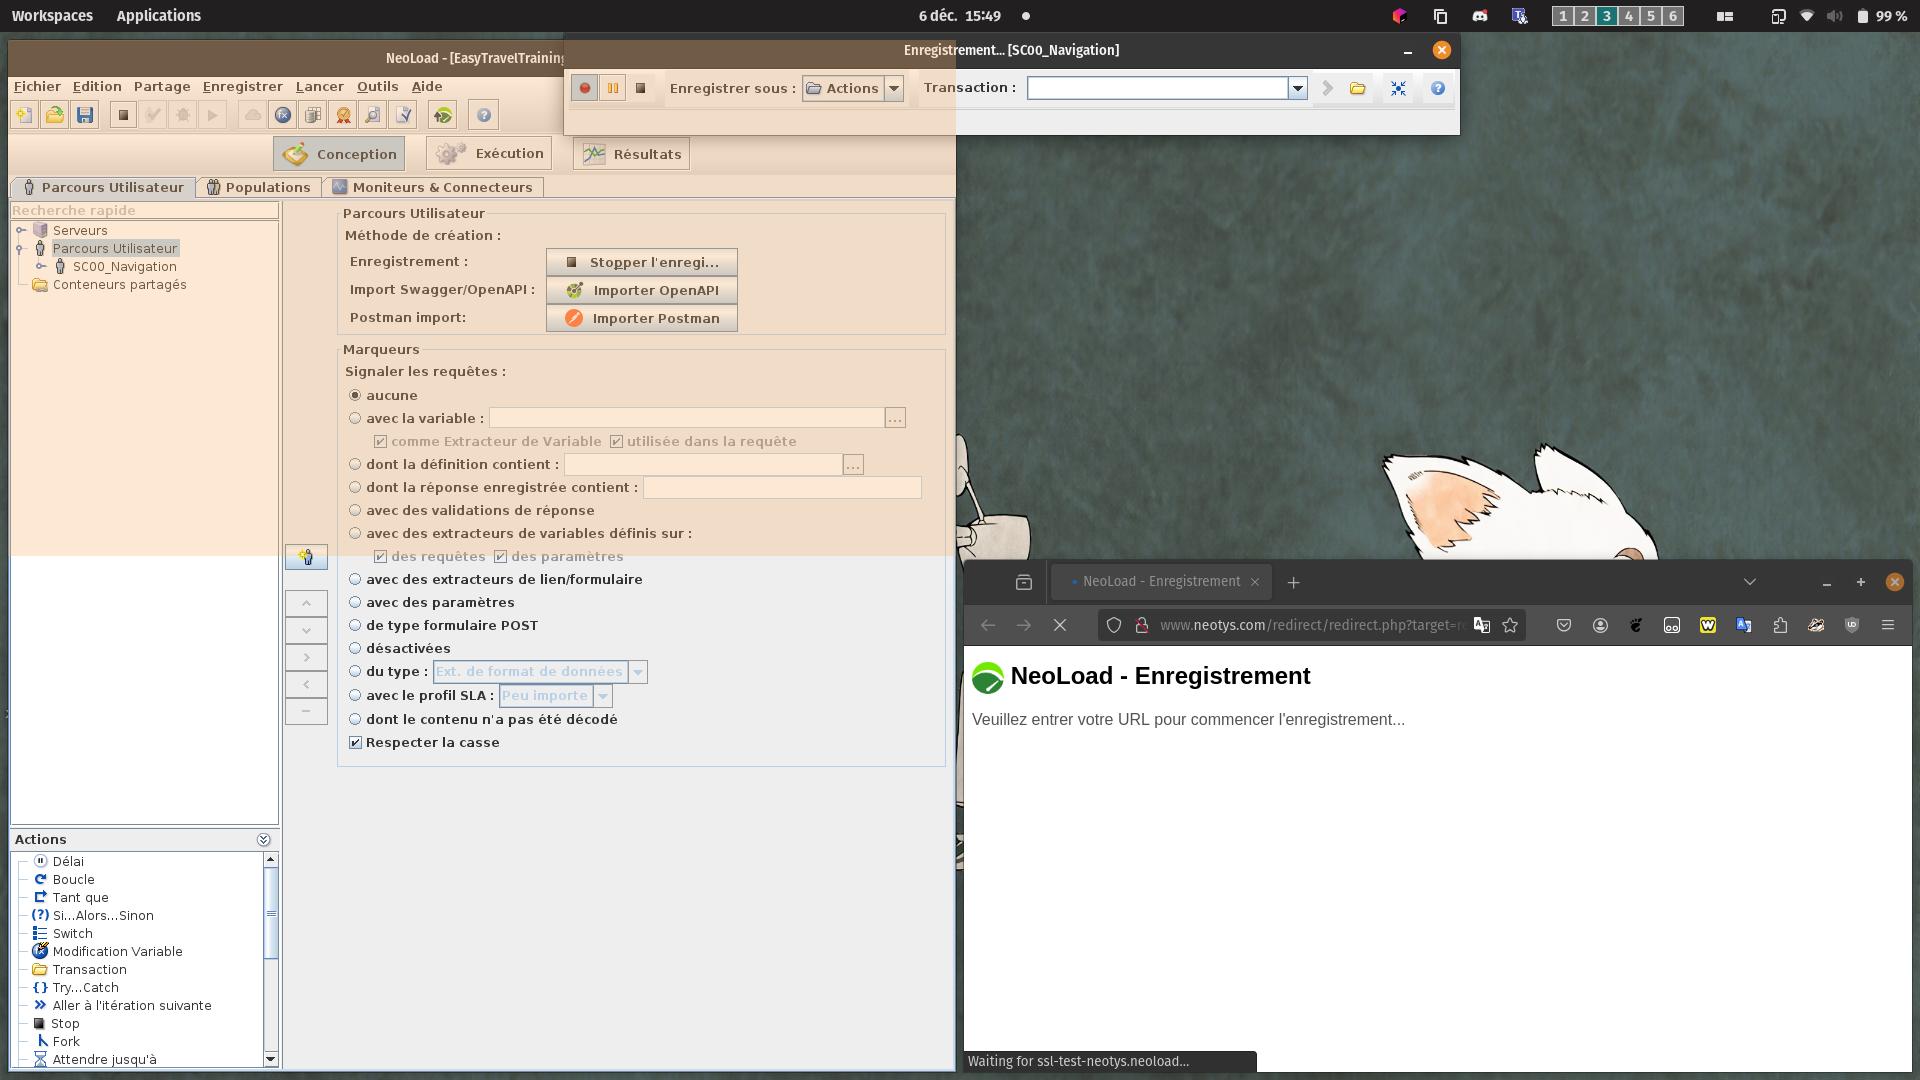 Workspaces Applications
6 déc. 15:49
1 2 3 4 5 6
99 %
NeoLoad - [EasyTravelTraining
Enregistrement... [SC00_Navigation]
Fichier Edition Partage Enregistrer Lancer Outils Aide
Enregistrer sous : Actions
Transaction :
Conception Exécution Résultats
Parcours Utilisateur Populations Moniteurs & Connecteurs
Recherche rapide
Serveurs
Parcours Utilisateur
SC00_Navigation
Conteneurs partagés
Parcours Utilisateur
Méthode de création :
Enregistrement : Stopper l'enregi...
Import Swagger/OpenAPI : Importer OpenAPI
Postman import: Importer Postman
Marqueurs
Signaler les requêtes :
aucune
avec la variable : ...
comme Extracteur de Variable utilisée dans la requête
dont la définition contient : ...
dont la réponse enregistrée contient :
avec des validations de réponse
avec des extracteurs de variables définis sur :
des requêtes des paramètres
avec des extracteurs de lien/formulaire
avec des paramètres
de type formulaire POST
désactivées
du type : Ext. de format de données
avec le profil SLA : Peu importe
dont le contenu n'a pas été décodé
Respecter la casse
Actions
Délai
Boucle
Tant que
Si...Alors...Sinon
Switch
Modification Variable
Transaction
Try...Catch
Aller à l'itération suivante
Stop
Fork
Attendre jusqu'à
NeoLoad - Enregistrement
www.neotys.com/redirect/redirect.php?target=
NeoLoad - Enregistrement
Veuillez entrer votre URL pour commencer l'enregistrement...
Waiting for ssl-test-neotys.neoload...